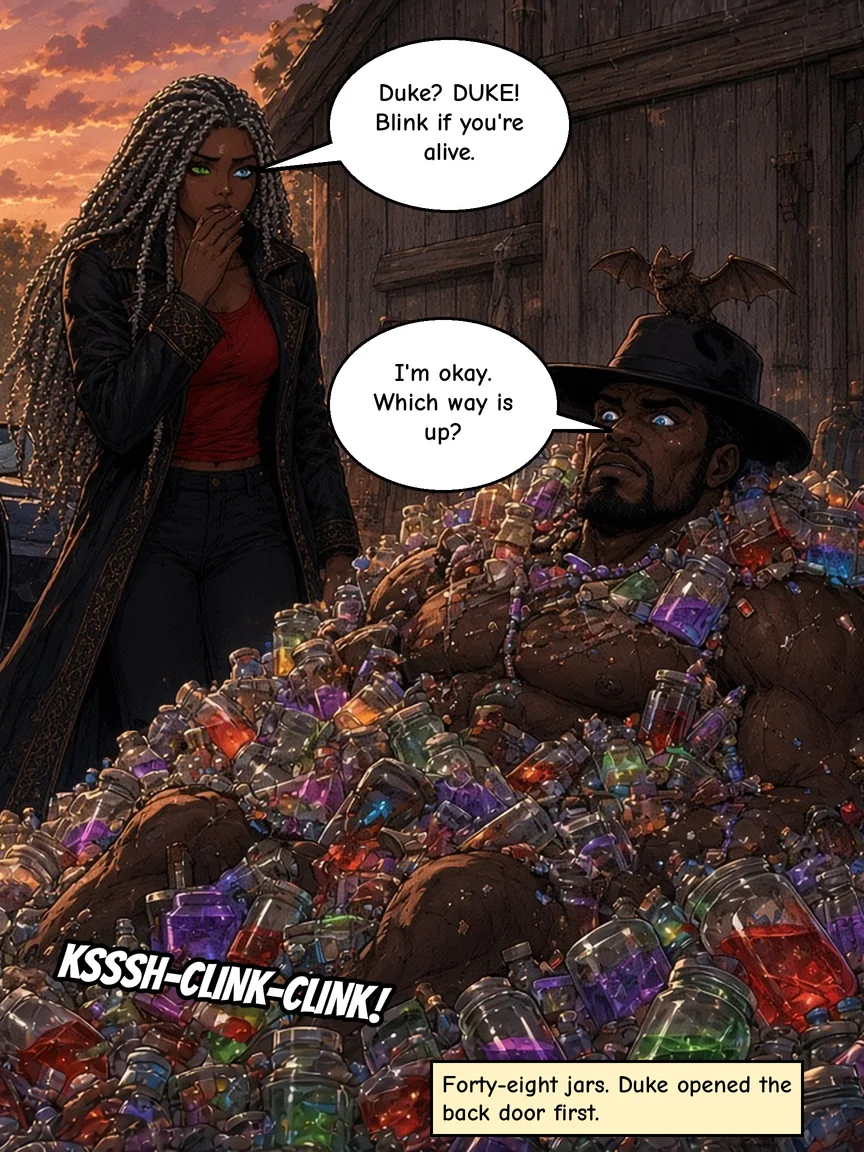 Duke? DUKE!
Blink if you're
alive.
I'm okay.
Which way is
up?
KSSSH-CLINK-CLINK!
Forty-eight jars. Duke opened the
back door first.